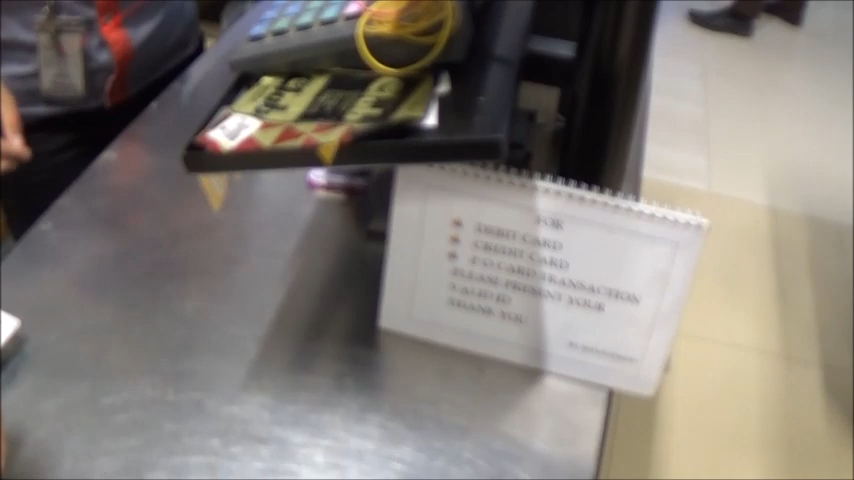 FOR
DEBIT CARD
CREDIT CARD
CARD TRANSACTION
PLEASE PRESENT YOUR
VALID ID
THANK YOU